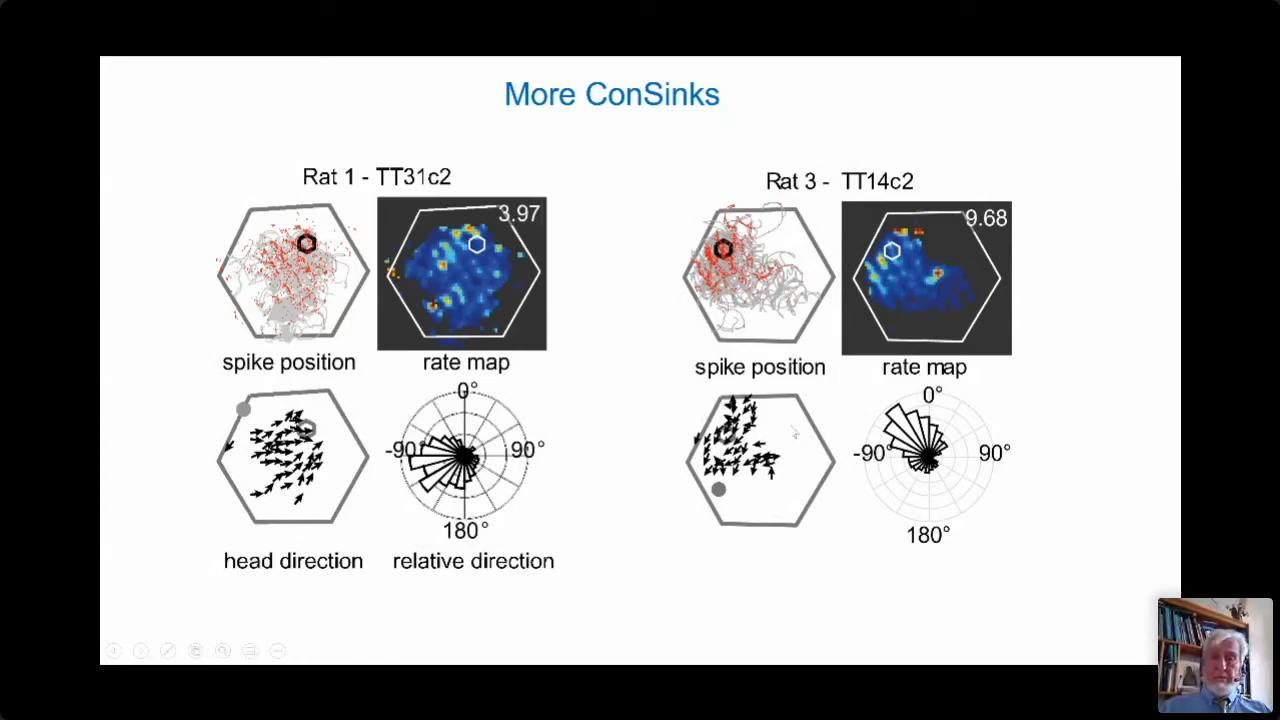 More ConSinks
Rat 1 - TT31c2
3.97
spike position
rate map
0°
-90°
90°
180°
head direction
relative direction
Rat 3 - TT14c2
9.68
spike position
rate map
0°
-90°
90°
180°